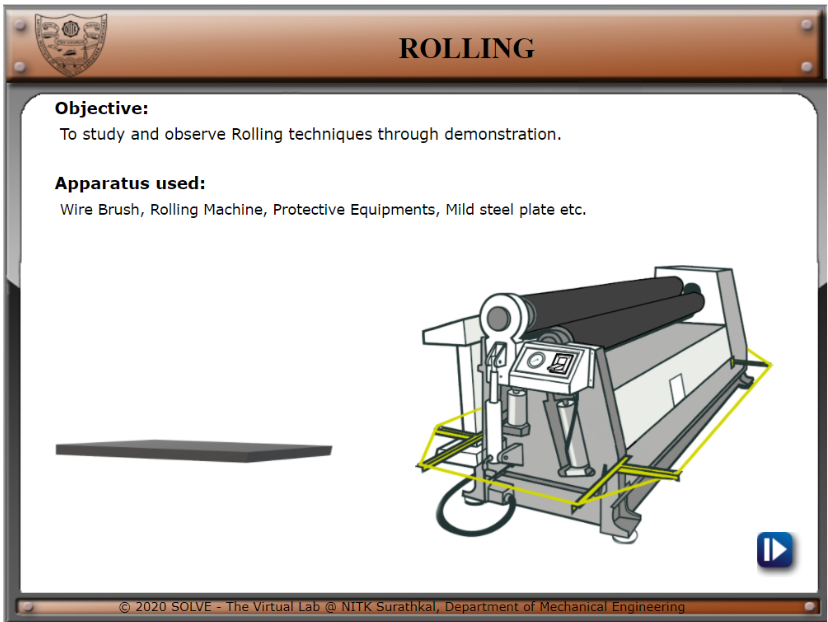 ROLLING
Objective:
To study and observe Rolling techniques through demonstration.
Apparatus used:
Wire Brush, Rolling Machine, Protective Equipments, Mild steel plate etc.
© 2020 SOLVE - The Virtual Lab @ NITK Surathkal, Department of Mechanical Engineering